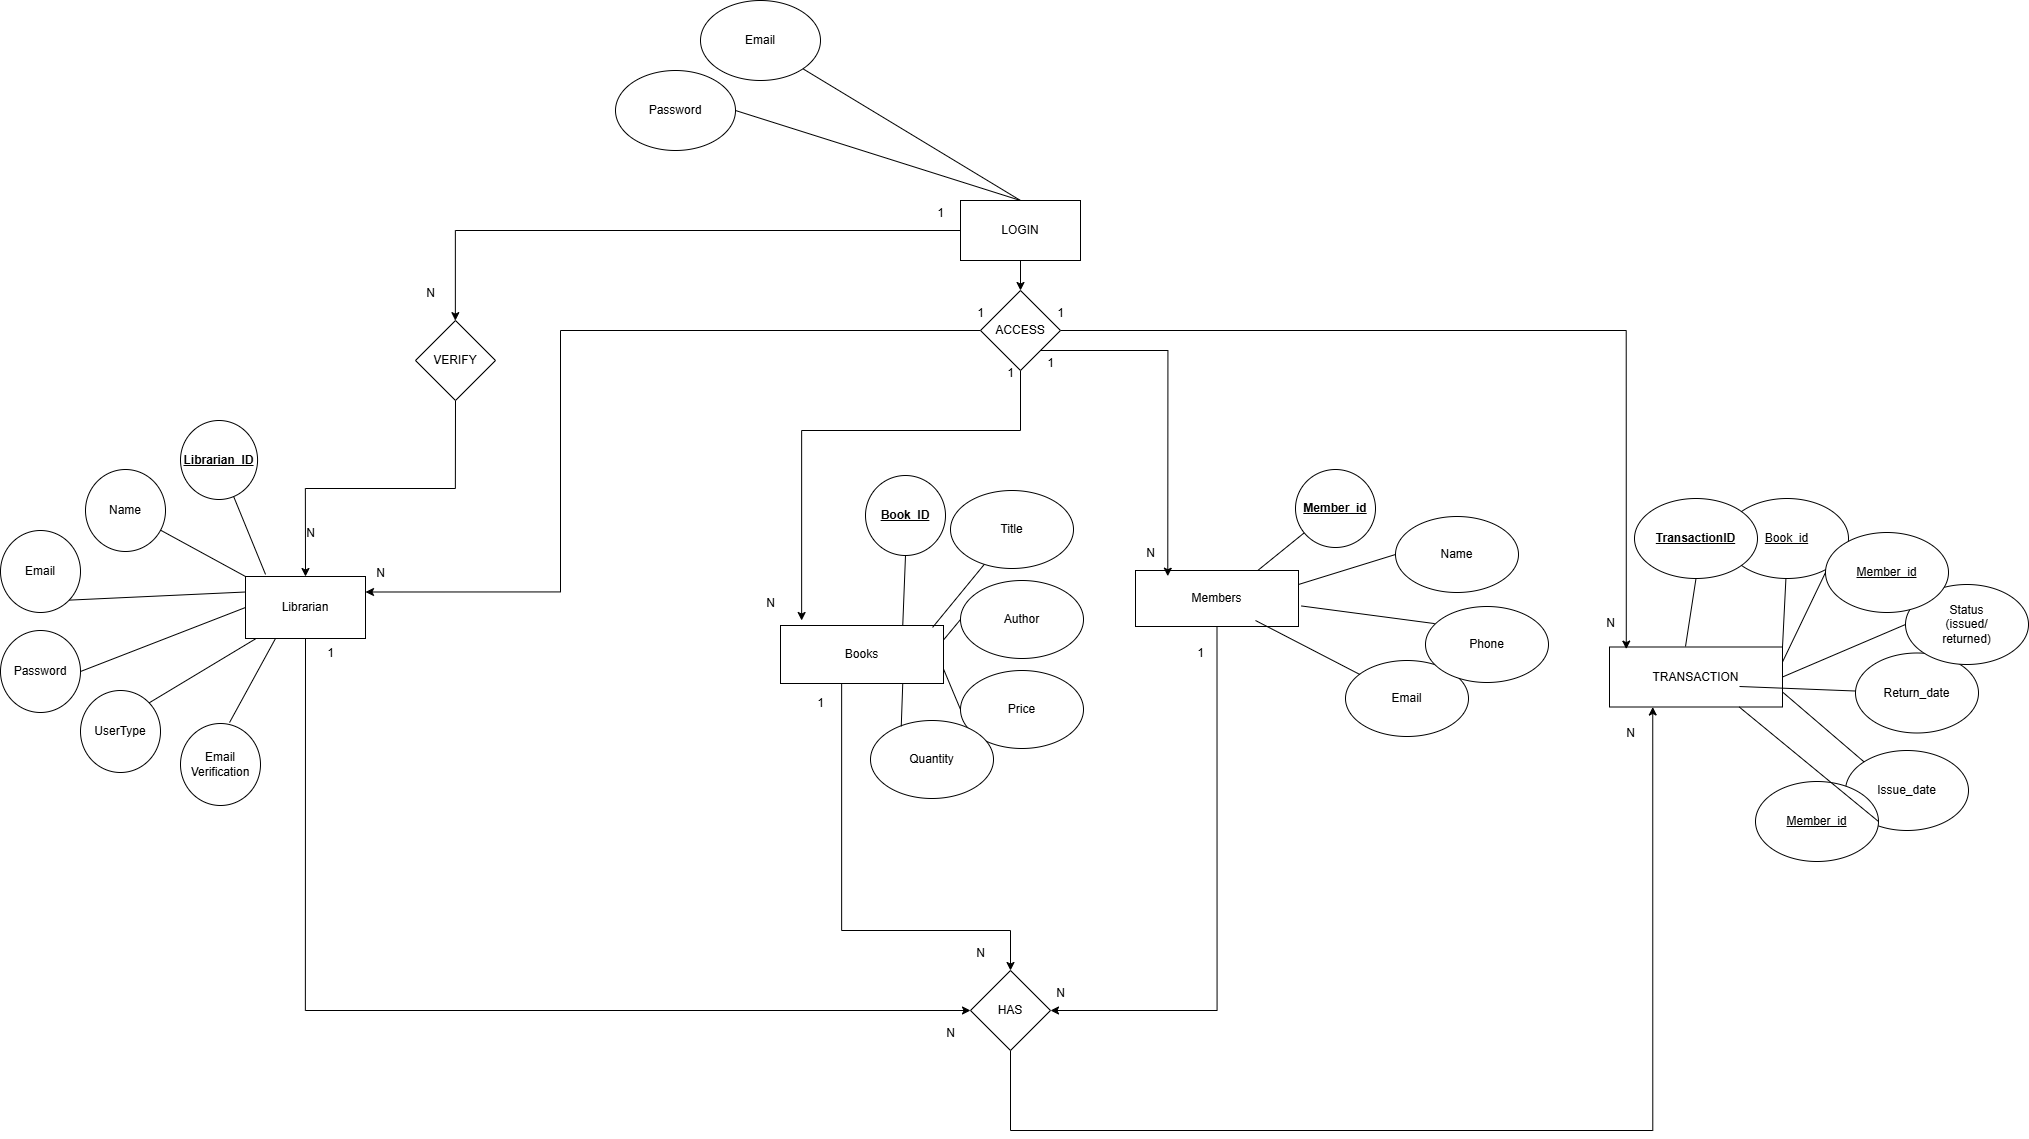 Email
Password
1
LOGIN
N
1
1
ACCESS
VERIFY
1
1
Librarian_ID
Name
Email
N
N
Librarian
Password
1
UserType
Email
Verification
Book_ID
Title
Author
N
Books
Price
1
Quantity
Member_id
Name
N
Members
Phone
1
Email
TransactionID
Book_id
Member_id
Status
(issued/
returned)
N
TRANSACTION
Return_date
N
Issue_date
Member_id
N
N
HAS
N